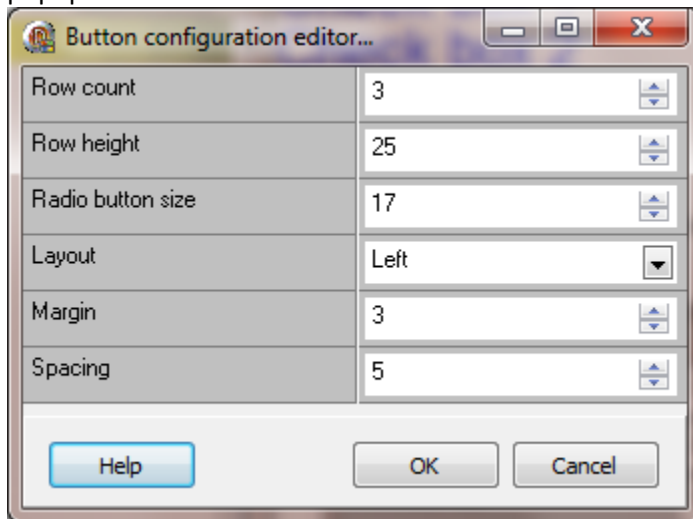 Button configuration editor...
Row count 3
Row height 25
Radio button size 17
Layout Left
Margin 3
Spacing 5
Help OK Cancel